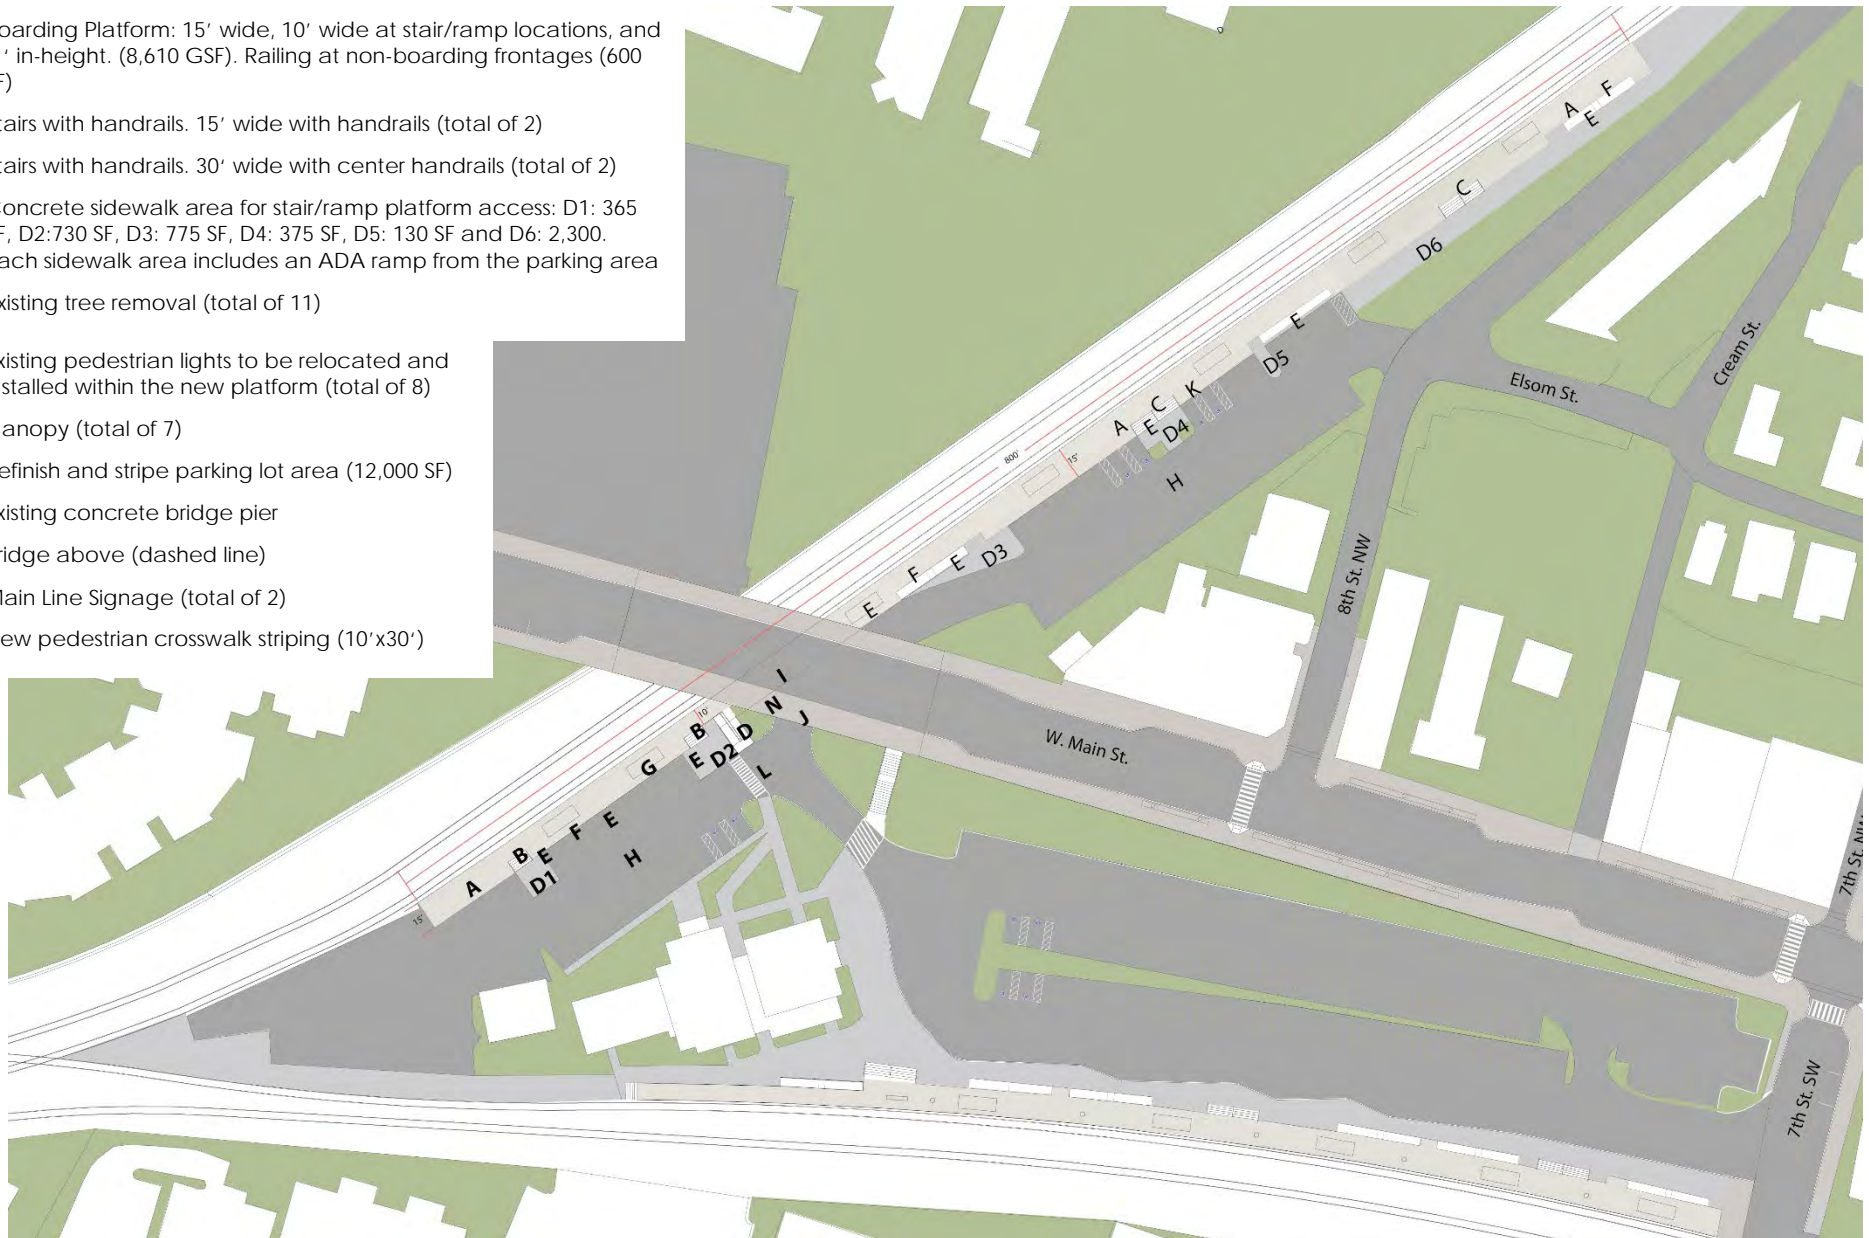 oarding Platform: 15' wide, 10' wide at stair/ramp locations, and
' in-height. (8,610 GSF). Railing at non-boarding frontages (600
F)
tairs with handrails. 15' wide with handrails (total of 2)
tairs with handrails. 30' wide with center handrails (total of 2)
oncrete sidewalk area for stair/ramp platform access: D1: 365
F, D2:730 SF, D3: 775 SF, D4: 375 SF, D5: 130 SF and D6: 2,300.
ach sidewalk area includes an ADA ramp from the parking area
xisting tree removal (total of 11)
xisting pedestrian lights to be relocated and
stalled within the new platform (total of 8)
anopy (total of 7)
efinish and stripe parking lot area (12,000 SF)
xisting concrete bridge pier
ridge above (dashed line)
Main Line Signage (total of 2)
ew pedestrian crosswalk striping (10'x30')
A
F
E
C
D6
E
D5
K
C
A
E
D4
800'
15'
H
D3
E
F
E
Elsom St.
Cream St.
8th St. NW
I
N
J
10'
B
D
E
D2
L
G
W. Main St.
E
F
B
E
H
D1
A
15'
7th St. NW
7th St. SW